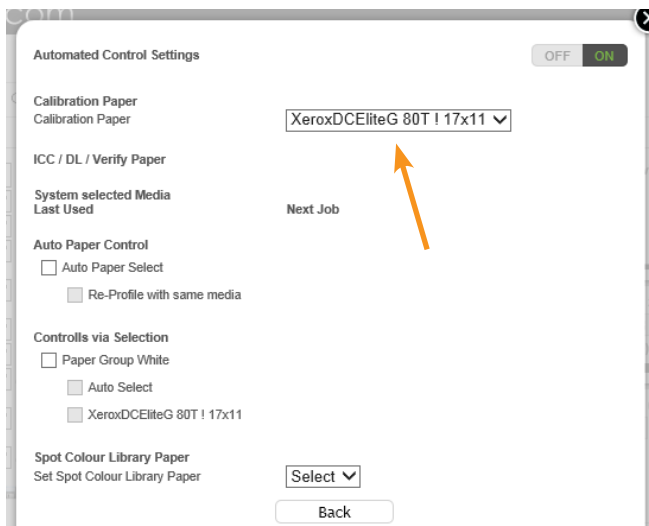 com
Automated Control Settings
OFF ON
Calibration Paper
Calibration Paper XeroxDCEliteG 80T ! 17x11
ICC / DL / Verify Paper
System selected Media
Last Used Next Job
Auto Paper Control
Auto Paper Select
Re-Profile with same media
Controlls via Selection
Paper Group White
Auto Select
XeroxDCEliteG 80T ! 17x11
Spot Colour Library Paper
Set Spot Colour Library Paper Select
Back